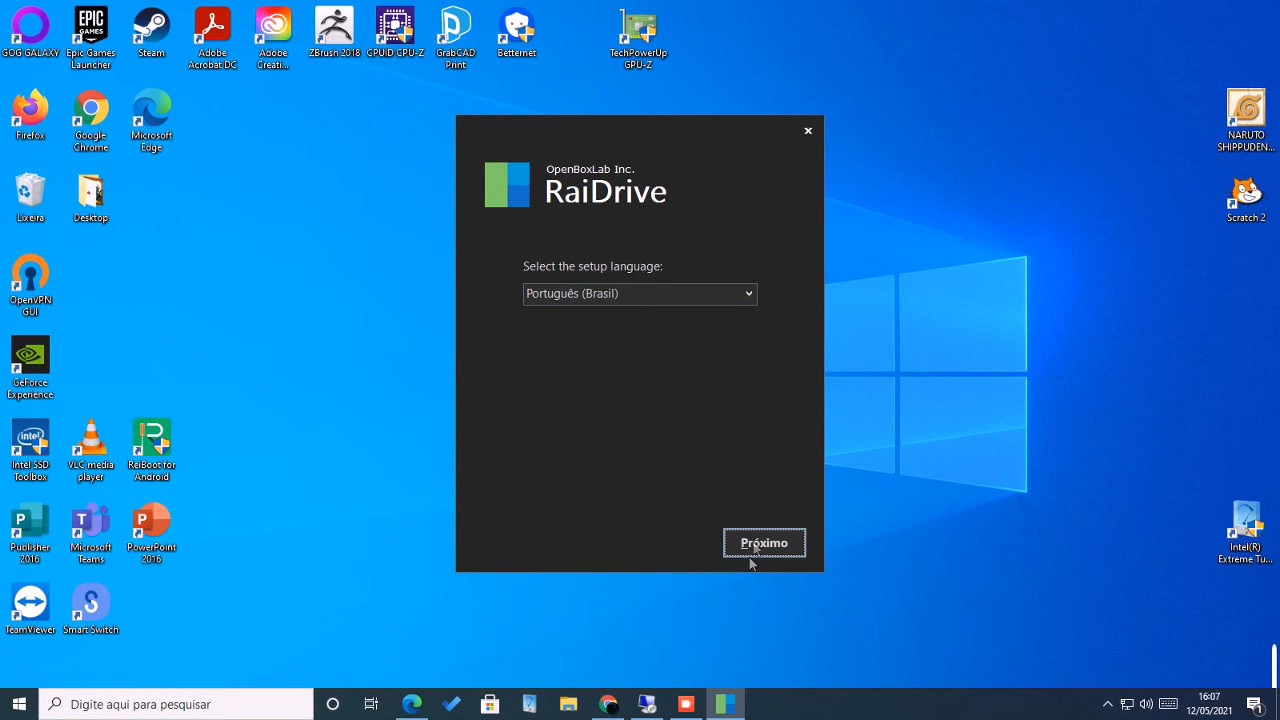 GOG GALAXY
Epic Games
Launcher
Steam
Adobe
Acrobat DC
Adobe
Creati...
ZBrush 2018
CPUID CPU-Z
GrabCAD
Print
Betternet
TechPowerUp
GPU-Z
Firefox
Google
Chrome
Microsoft
Edge
NARUTO
SHIPPUDEN...
Lixeira
Desktop
Scratch 2
OpenVPN
GUI
GeForce
Experience
Intel SSD
Toolbox
VLC media
player
ReiBoot for
Android
Publisher
2016
Microsoft
Teams
PowerPoint
2016
Intel(R)
Extreme Tu...
TeamViewer
Smart Switch
OpenBoxLab Inc.
RaiDrive
Select the setup language:
Português (Brasil)
Próximo
Digite aqui para pesquisar
16:07
12/05/2021